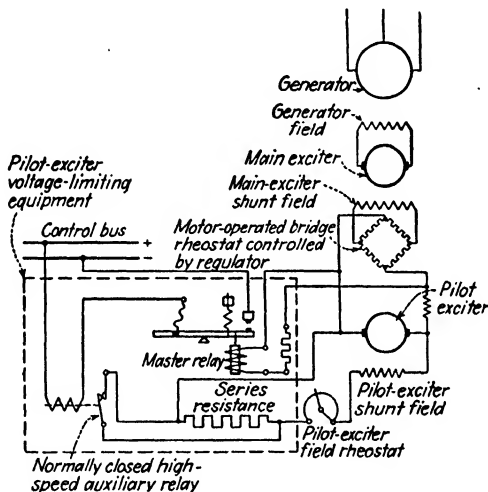 Generator
Generator
field
Main exciter
Main-exciter
shunt field
Pilot-exciter
voltage-limiting
equipment
Control bus
+
−
Motor-operated bridge
rheostat controlled
by regulator
Pilot
exciter
Master relay
Series
resistance
Pilot-exciter
shunt field
Pilot-exciter
field rheostat
Normally closed high-
speed auxiliary relay